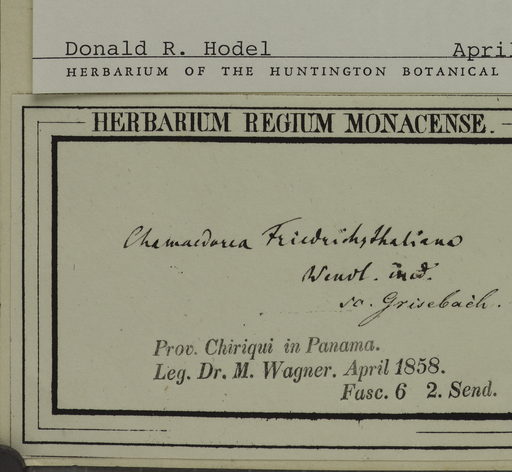 Donald R. Hodel April
HERBARIUM OF THE HUNTINGTON BOTANICAL
HERBARIUM REGIUM MONACENSE.
Chamaedorea Friedrichsthaliana
Wendl. ined.
sc. Grisebach.
Prov. Chiriqui in Panama.
Leg. Dr. M. Wagner. April 1858.
Fasc. 6 2. Send.